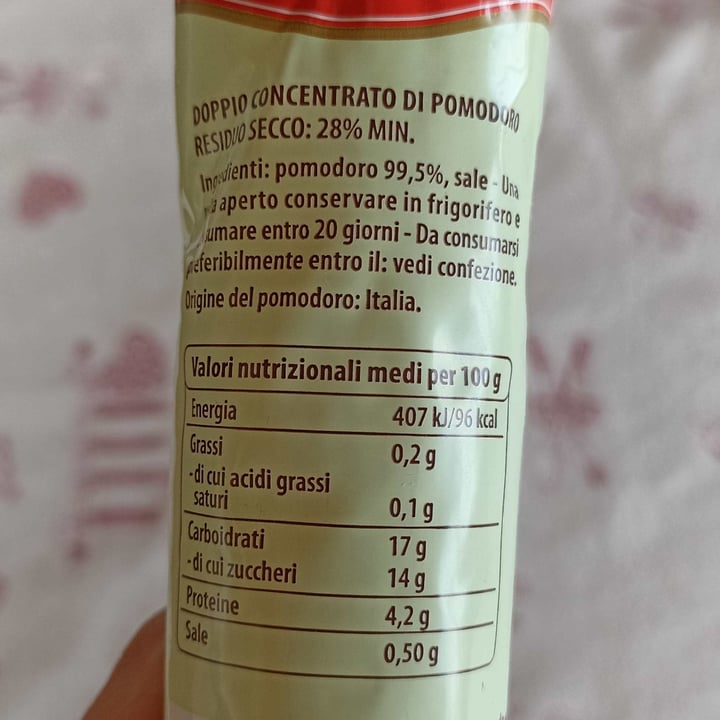 DOPPIO CONCENTRATO DI POMODORO
RESIDUO SECCO: 28% MIN.
Ingredienti: pomodoro 99,5%, sale - Una
aperto conservare in frigorifero e
entro 20 giorni - Da consumarsi
preferibilmente entro il: vedi confezione.
Origine del pomodoro: Italia.
Valori nutrizionali medi per 100 g
Energia 407 kJ/96 kcal
Grassi 0,2 g
-di cui acidi grassi
saturi 0,1 g
Carboidrati 17 g
-di cui zuccheri 14 g
Proteine 4,2 g
Sale 0,50 g